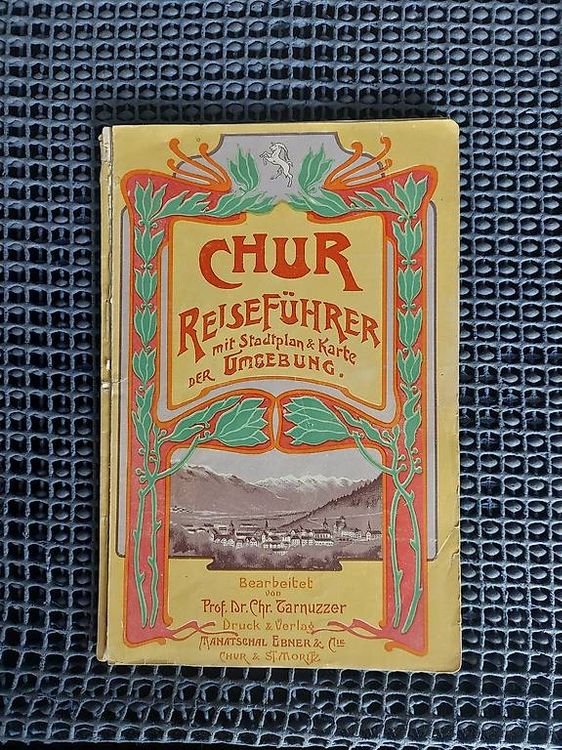 CHUR
REISEFÜHRER
mit Stadtplan & Karte
DER UMGEBUNG.
Bearbeitet
von
Prof. Dr. Chr. Tarnuzzer
Druck & Verlag
MANATSCHAL EBNER & CIE
CHUR & ST. MORITZ